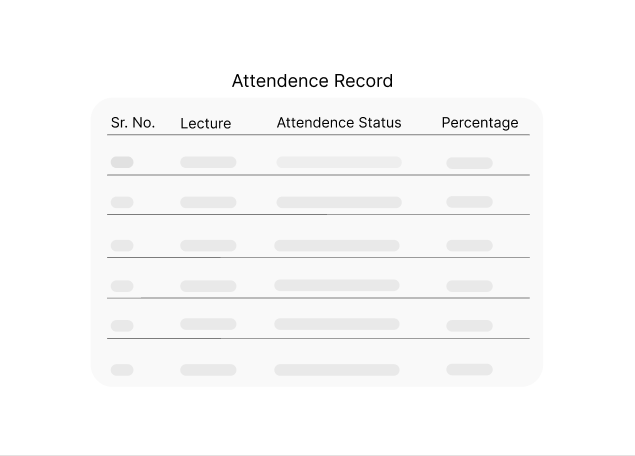 Attendence Record
Sr. No. Lecture Attendence Status Percentage